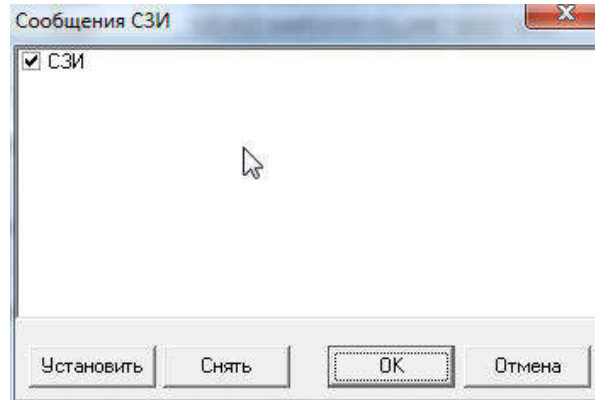 Сообщения СЗИ
СЗИ
Установить
Снять
OK
Отмена